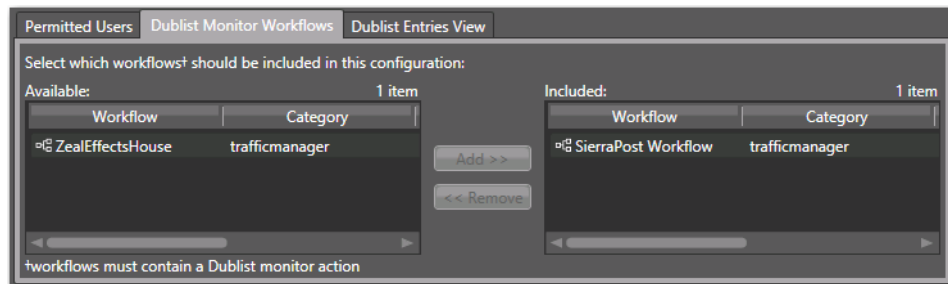 Permitted Users Dublist Monitor Workflows Dublist Entries View
Select which workflows† should be included in this configuration:
Available: 1 item Included: 1 item
Workflow Category Workflow Category
ZealEffectsHouse trafficmanager SierraPost Workflow trafficmanager
Add >>
<< Remove
†workflows must contain a Dublist monitor action